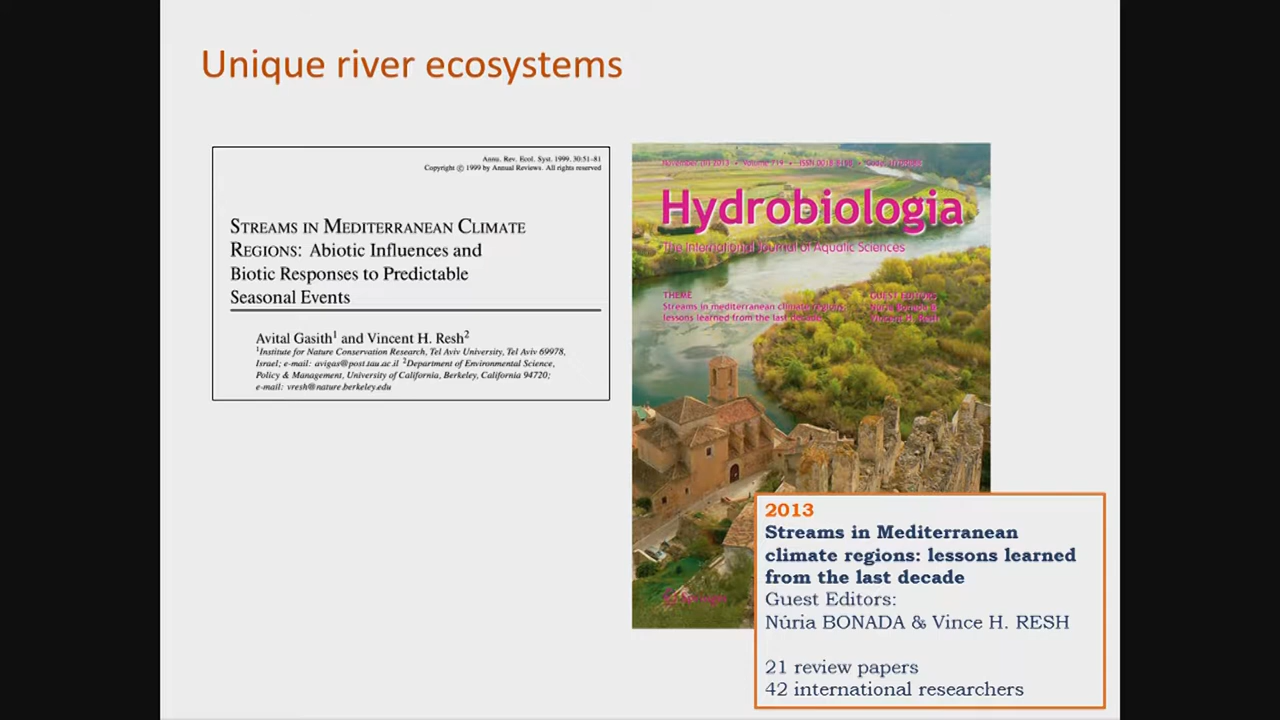 Unique river ecosystems
Annu. Rev. Ecol. Syst. 1999. 30:51–81
Copyright © 1999 by Annual Reviews. All rights reserved
STREAMS IN MEDITERRANEAN CLIMATE
REGIONS: Abiotic Influences and
Biotic Responses to Predictable
Seasonal Events
Avital Gasith1 and Vincent H. Resh2
1Institute for Nature Conservation Research, Tel Aviv University, Tel Aviv 69978,
Israel; e-mail: avigas@post.tau.ac.il 2Department of Environmental Science,
Policy & Management, University of California, Berkeley, California 94720;
e-mail: vresh@nature.berkeley.edu
2013 • Volume 719 • ISSN
Hydrobiologia
The International Journal of Aquatic Sciences
THEME
Streams in mediterranean climate regions:
lessons learned from the last decade
GUEST EDITORS
Núria Bonada &
Vincent H. Resh
Springer
2013
Streams in Mediterranean
climate regions: lessons learned
from the last decade
Guest Editors:
Núria BONADA & Vince H. RESH
21 review papers
42 international researchers